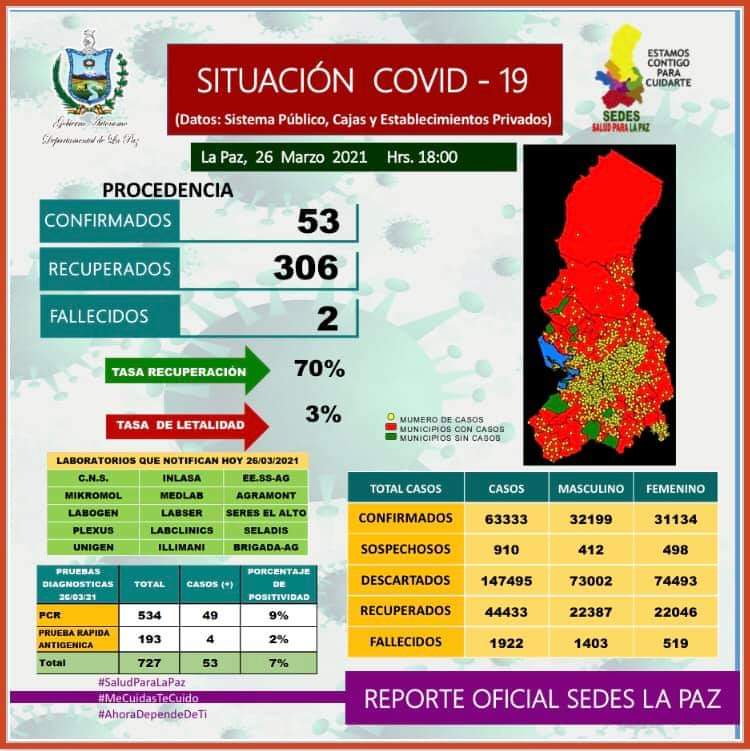 Gobierno Autónomo
Departamental de La Paz
SITUACIÓN COVID - 19
(Datos: Sistema Público, Cajas y Establecimientos Privados)
ESTAMOS
CONTIGO
PARA
CUIDARTE
SEDES
SALUD PARA LA PAZ
La Paz, 26 Marzo 2021 Hrs. 18:00
PROCEDENCIA
CONFIRMADOS 53
RECUPERADOS 306
FALLECIDOS 2
TASA RECUPERACIÓN 70%
TASA DE LETALIDAD 3%
MUMERO DE CASOS
MUNICIPIOS CON CASOS
MUNICIPIOS SIN CASOS
LABORATORIOS QUE NOTIFICAN HOY 26/03/2021
C.N.S. INLASA EE.SS-AG
MIKROMOL MEDLAB AGRAMONT
LABOGEN LABSER SERES EL ALTO
PLEXUS LABCLINICS SELADIS
UNIGEN ILLIMANI BRIGADA-AG
PRUEBAS DIAGNOSTICAS 26/03/21 TOTAL CASOS (+) PORCENTAJE DE POSITIVIDAD
PCR 534 49 9%
PRUEBA RAPIDA ANTIGENICA 193 4 2%
Total 727 53 7%
TOTAL CASOS CASOS MASCULINO FEMENINO
CONFIRMADOS 63333 32199 31134
SOSPECHOSOS 910 412 498
DESCARTADOS 147495 73002 74493
RECUPERADOS 44433 22387 22046
FALLECIDOS 1922 1403 519
#SaludParaLaPaz
#MeCuidasTeCuido
#AhoraDependeDeTi
REPORTE OFICIAL SEDES LA PAZ